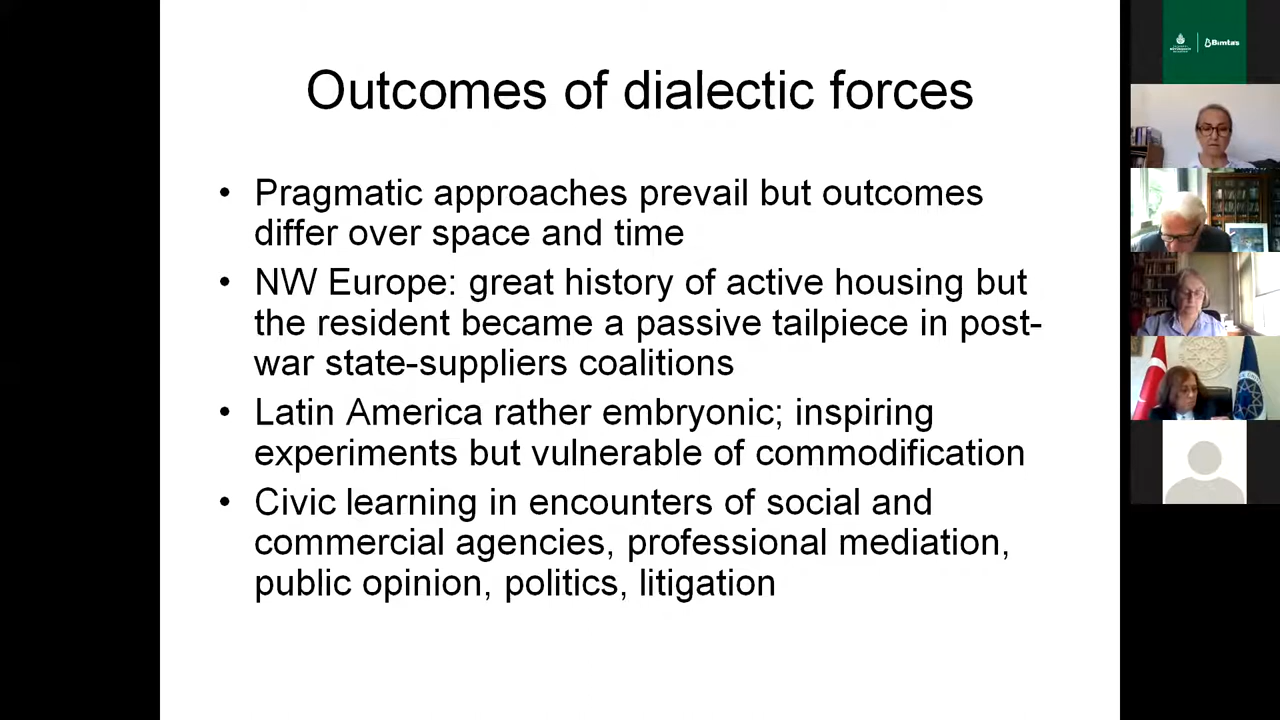 Outcomes of dialectic forces
• Pragmatic approaches prevail but outcomes
differ over space and time
• NW Europe: great history of active housing but
the resident became a passive tailpiece in post-
war state-suppliers coalitions
• Latin America rather embryonic; inspiring
experiments but vulnerable of commodification
• Civic learning in encounters of social and
commercial agencies, professional mediation,
public opinion, politics, litigation
Bimtaş